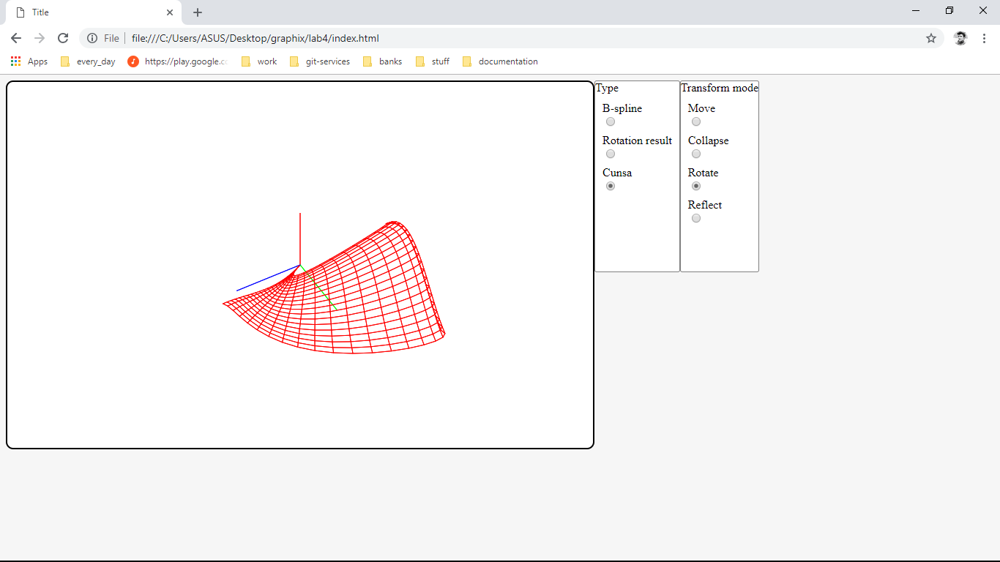 Title
File file:///C:/Users/ASUS/Desktop/graphix/lab4/index.html
Apps every_day https://play.google.cc work git-services banks stuff documentation
Type
B-spline
Rotation result
Cunsa
Transform mode
Move
Collapse
Rotate
Reflect